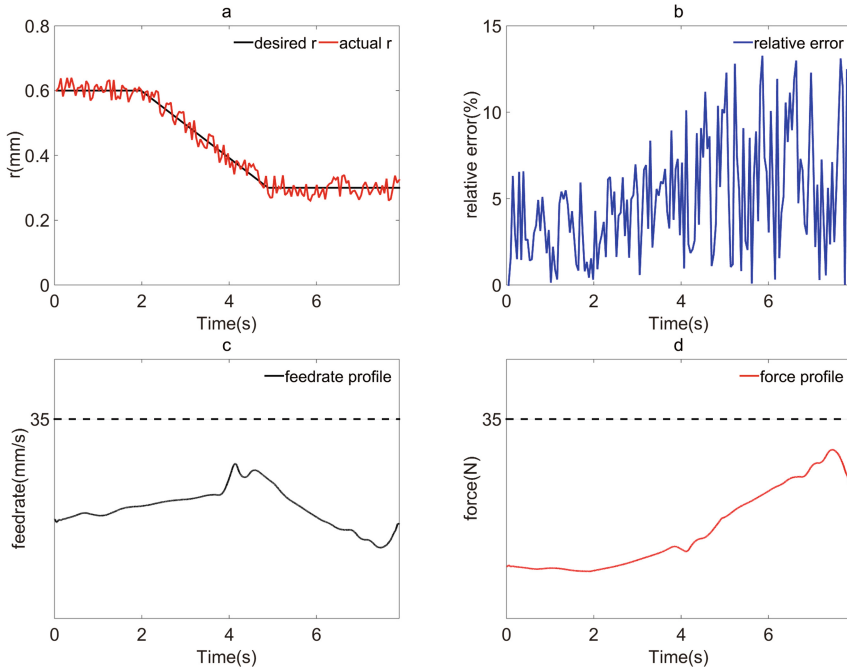 a
0.8
desired r
actual r
0.6
0.4
0.2
0
r(mm)
0
2
4
6
Time(s)
b
15
relative error
10
5
0
relative error(%)
0
2
4
6
Time(s)
c
feedrate profile
35
feedrate(mm/s)
0
2
4
6
Time(s)
d
force profile
35
force(N)
0
2
4
6
Time(s)